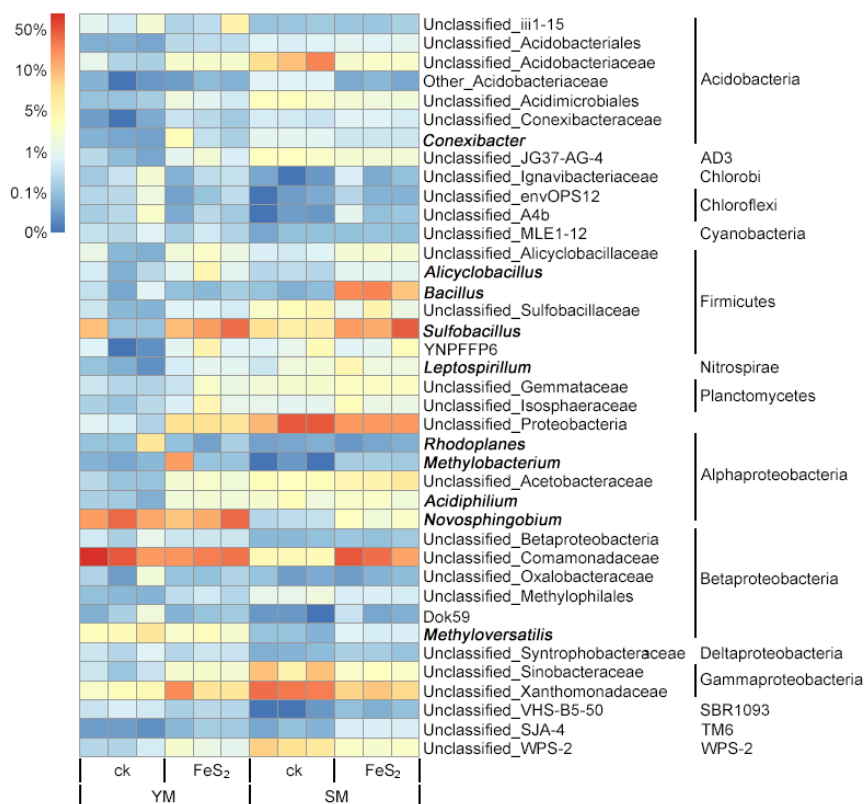 50%
10%
5%
1%
0.1%
0%
Unclassified_iii1-15
Unclassified_Acidobacteriales
Unclassified_Acidobacteriaceae
Other_Acidobacteriaceae
Unclassified_Acidimicrobiales
Unclassified_Conexibacteraceae
Conexibacter
Unclassified_JG37-AG-4
Unclassified_Ignavibacteriaceae
Unclassified_envOPS12
Unclassified_A4b
Unclassified_MLE1-12
Unclassified_Alicyclobacillaceae
Alicyclobacillus
Bacillus
Unclassified_Sulfobacillaceae
Sulfobacillus
YNPFFP6
Leptospirillum
Unclassified_Gemmataceae
Unclassified_Isosphaeraceae
Unclassified_Proteobacteria
Rhodoplanes
Methylobacterium
Unclassified_Acetobacteraceae
Acidiphilium
Novosphingobium
Unclassified_Betaproteobacteria
Unclassified_Comamonadaceae
Unclassified_Oxalobacteraceae
Unclassified_Methylophilales
Dok59
Methyloversatilis
Unclassified_Syntrophobacteraceae
Unclassified_Sinobacteraceae
Unclassified_Xanthomonadaceae
Unclassified_VHS-B5-50
Unclassified_SJA-4
Unclassified_WPS-2
Acidobacteria
AD3
Chlorobi
Chloroflexi
Cyanobacteria
Firmicutes
Nitrospirae
Planctomycetes
Alphaproteobacteria
Betaproteobacteria
Deltaproteobacteria
Gammaproteobacteria
SBR1093
TM6
WPS-2
ck FeS₂ ck FeS₂
YM SM